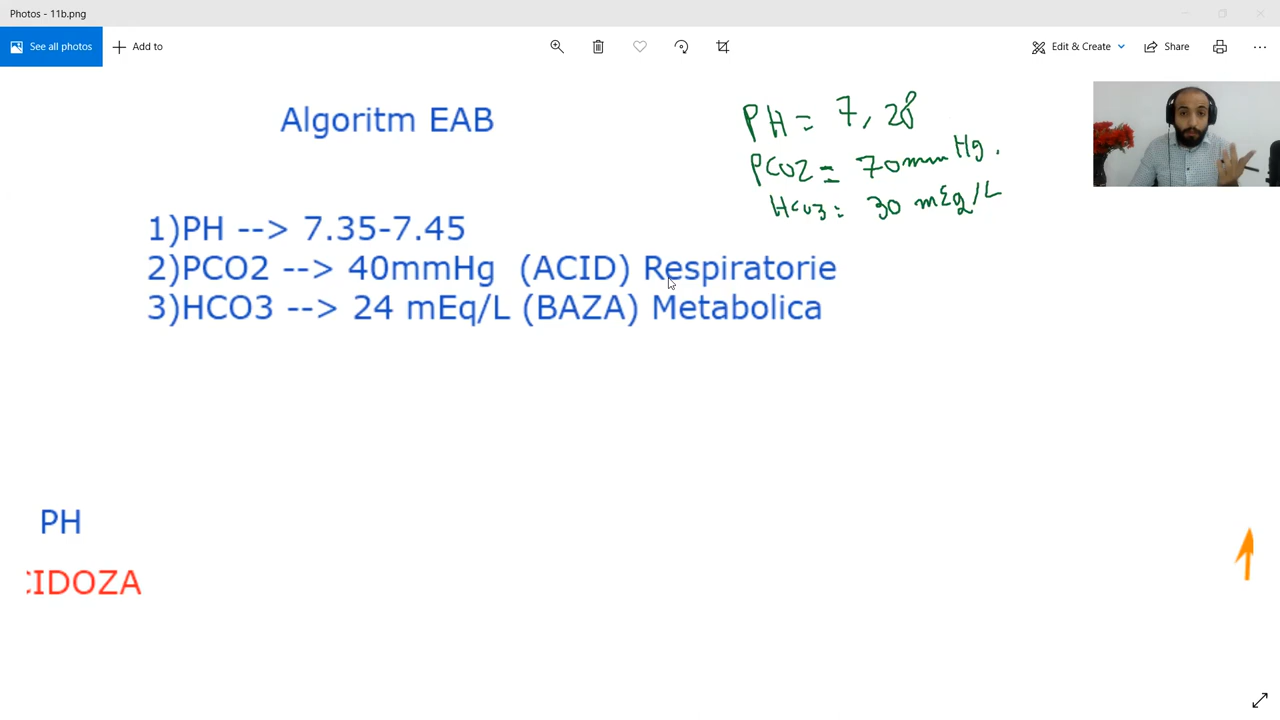 Photos - 11b.png
See all photos
Add to
Edit & Create
Share
Algoritm EAB
PH = 7,28
PCO2 = 70mmHg.
HCO3 = 30 mEq/L
1)PH --> 7.35-7.45
2)PCO2 --> 40mmHg (ACID) Respiratorie
3)HCO3 --> 24 mEq/L (BAZA) Metabolica
PH
CIDOZA